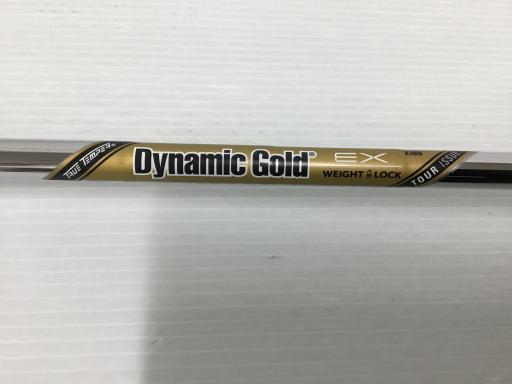 TRUE TEMPER®
Dynamic Gold®
EX
WEIGHT LOCK
TOUR ISSUE